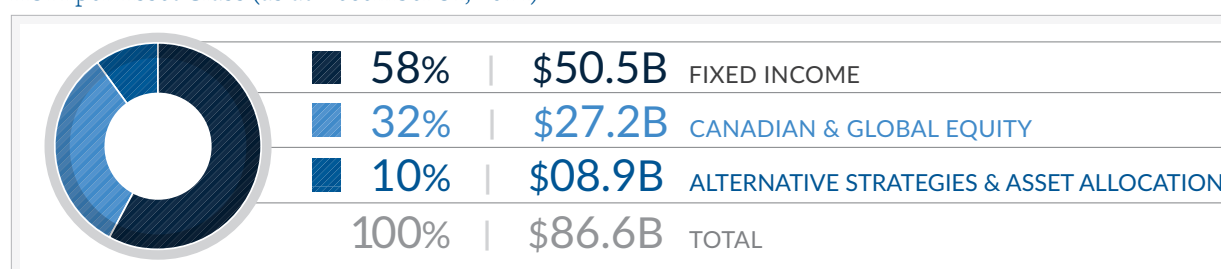 58% | $50.5B FIXED INCOME
32% | $27.2B CANADIAN & GLOBAL EQUITY
10% | $08.9B ALTERNATIVE STRATEGIES & ASSET ALLOCATION
100% | $86.6B TOTAL